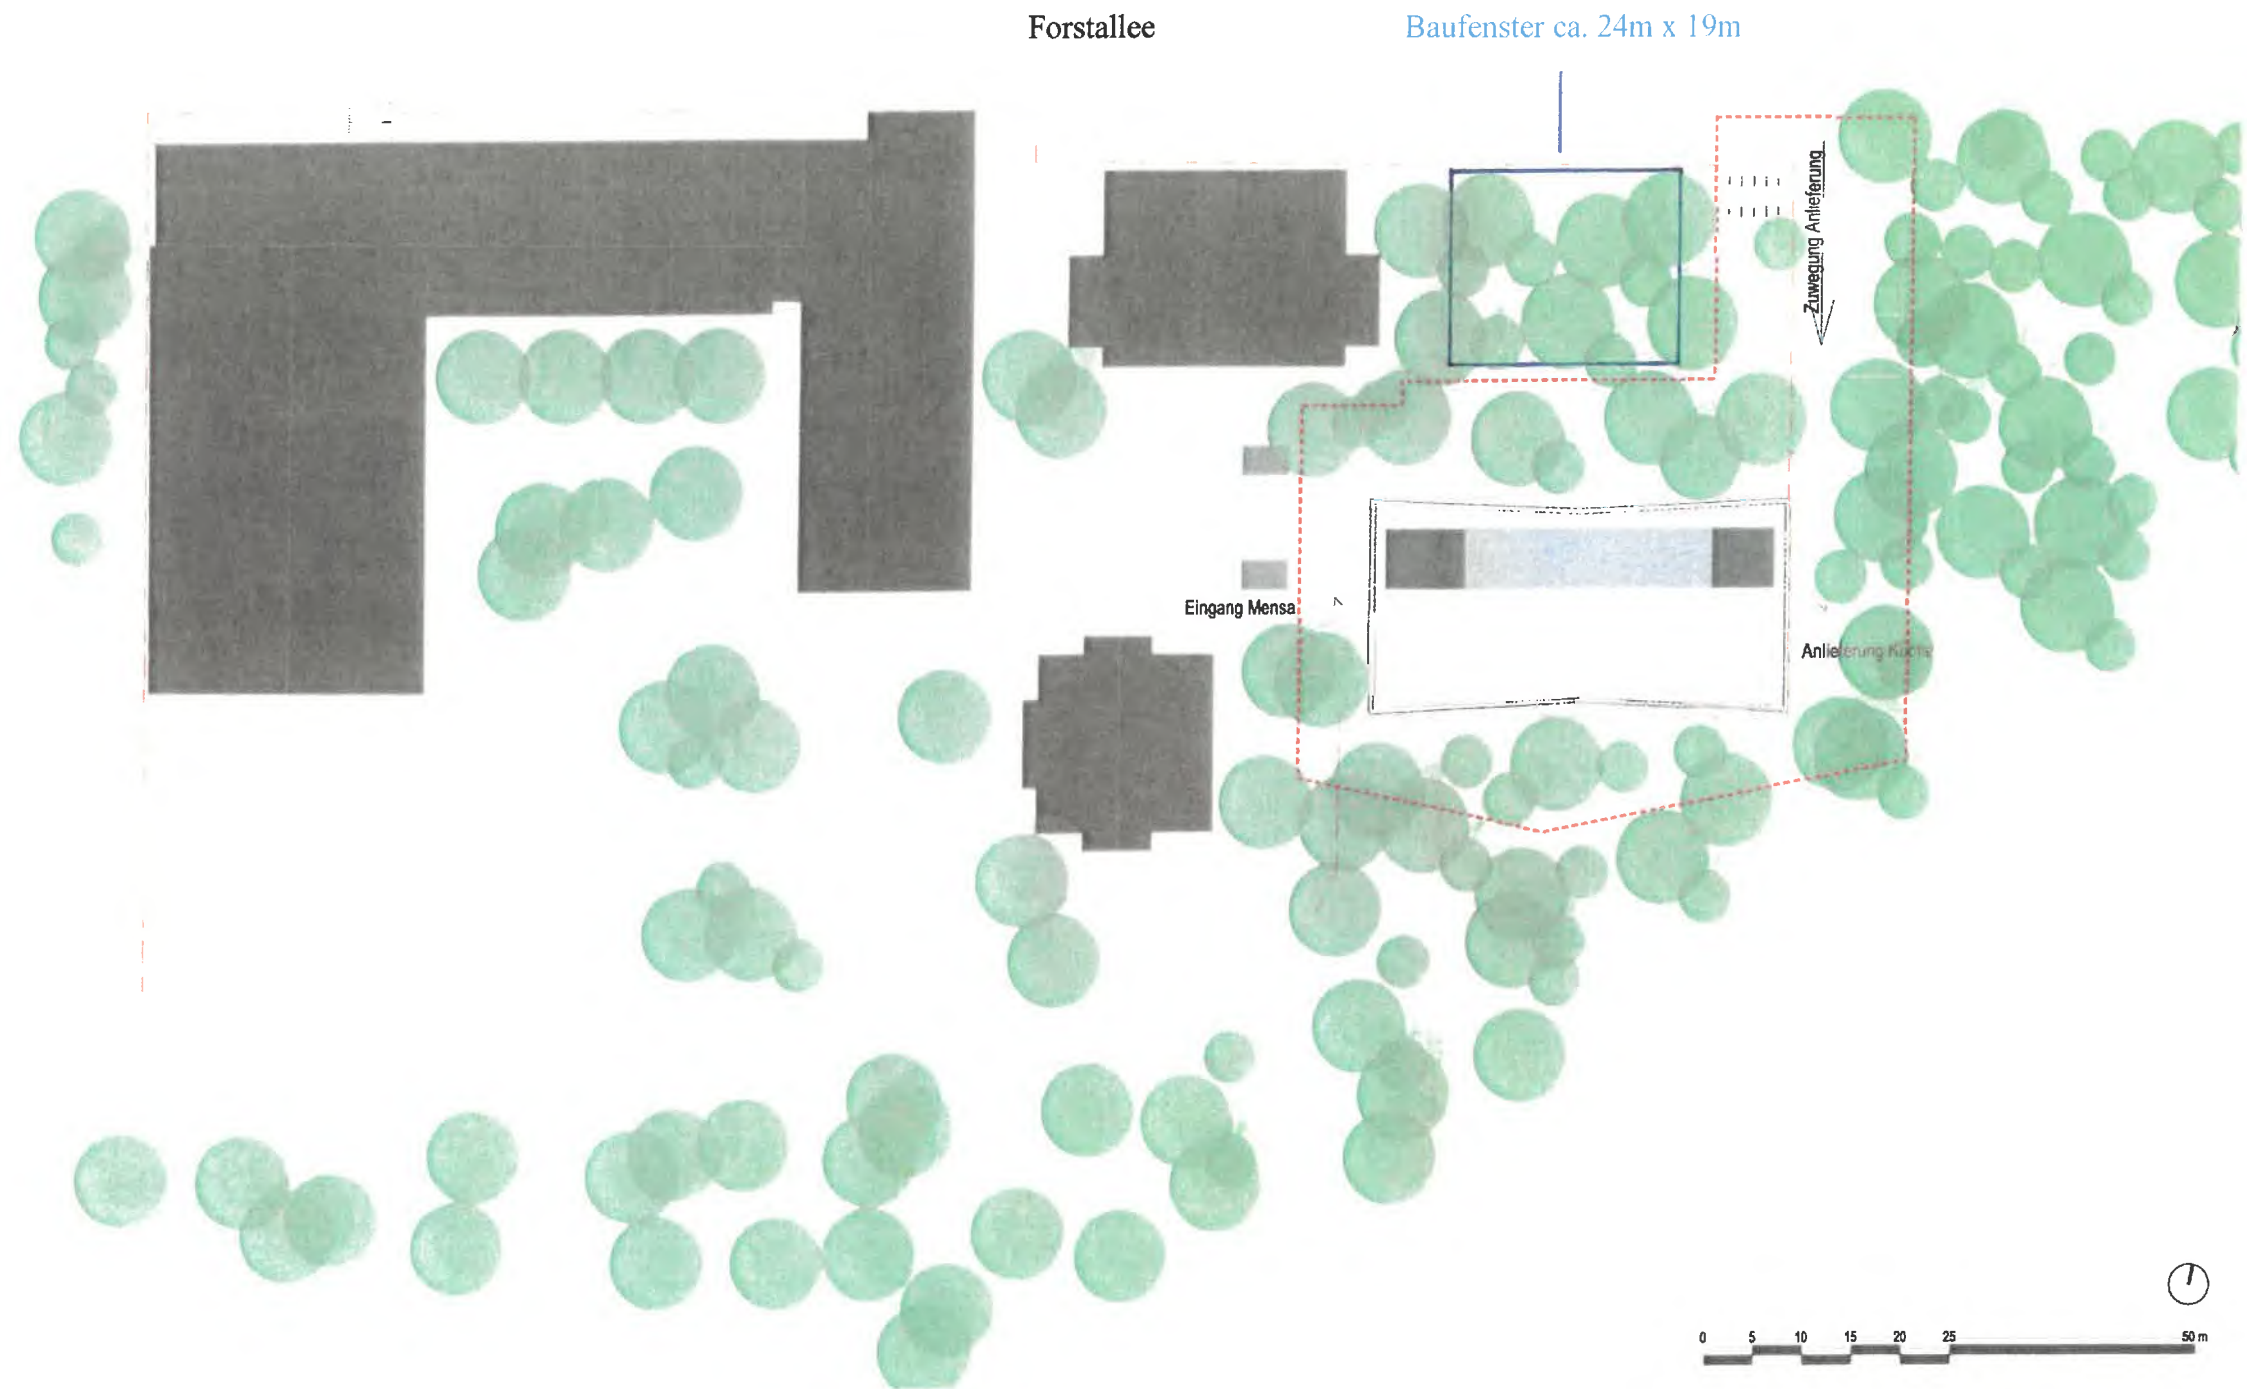 Forstallee
Baufenster ca. 24m x 19m
Zuwegung Anlieferung
Eingang Mensa
Anlieferung Küche
0 5 10 15 20 25 50 m